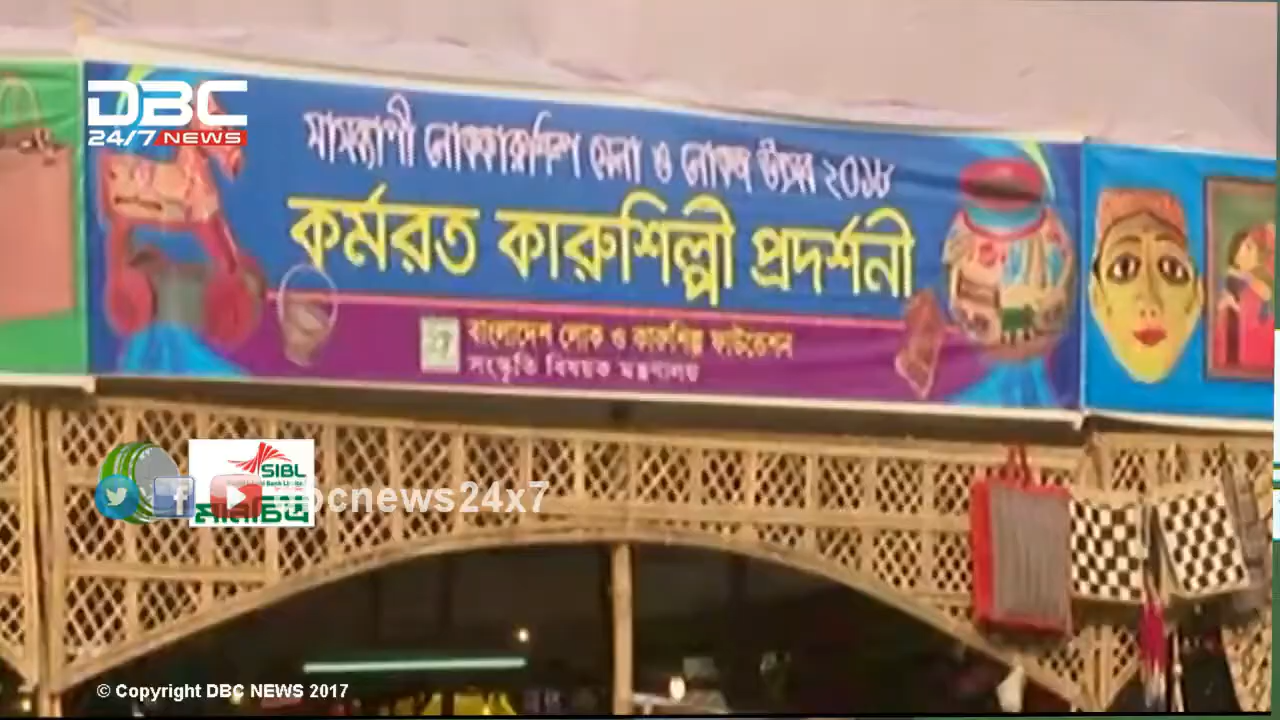 DBC
24/7 NEWS
মাসব্যাপী লোককারুশিল্প মেলা ও লোকজ উৎসব ২০১৮
কর্মরত কারুশিল্পী প্রদর্শনী
বাংলাদেশ লোক ও কারুশিল্প ফাউন্ডেশন
সংস্কৃতি বিষয়ক মন্ত্রণালয়
SIBL
মানচিত্র
dbcnews24x7
© Copyright DBC NEWS 2017